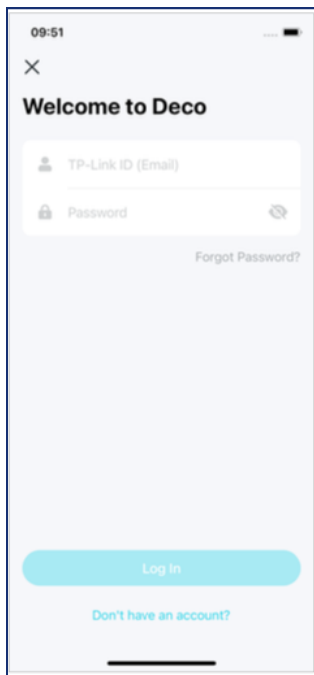 09:51
Welcome to Deco
TP-Link ID (Email)
Password
Forgot Password?
Log In
Don't have an account?